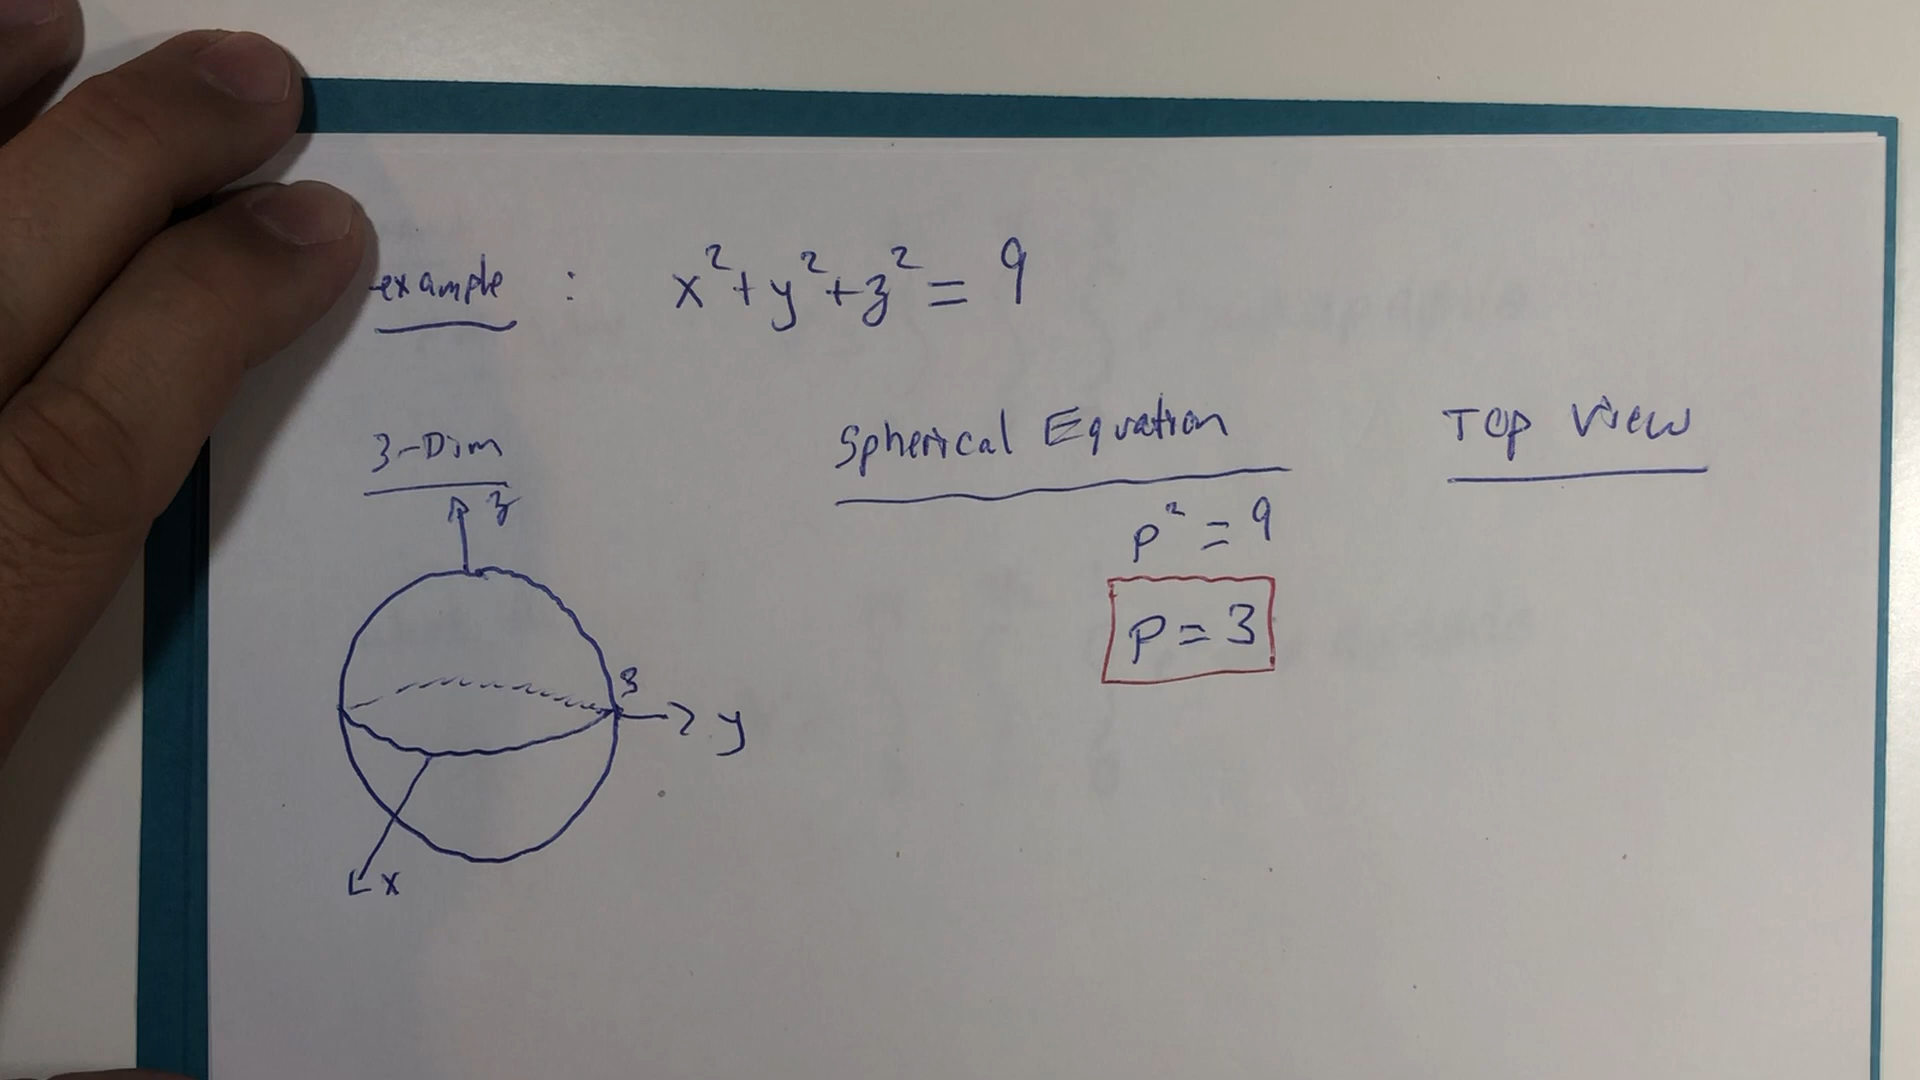 example : x²+y²+z² = 9
3-Dim
Spherical Equation
Top View
z
ρ² = 9
ρ = 3
3
y
x